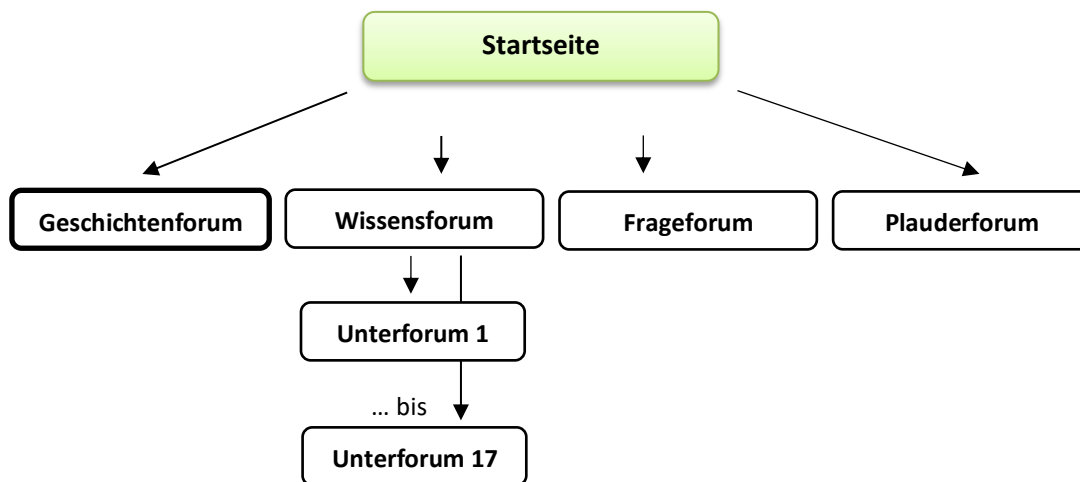 Startseite
Geschichtenforum
Wissensforum
Frageforum
Plauderforum
Unterforum 1
... bis
Unterforum 17